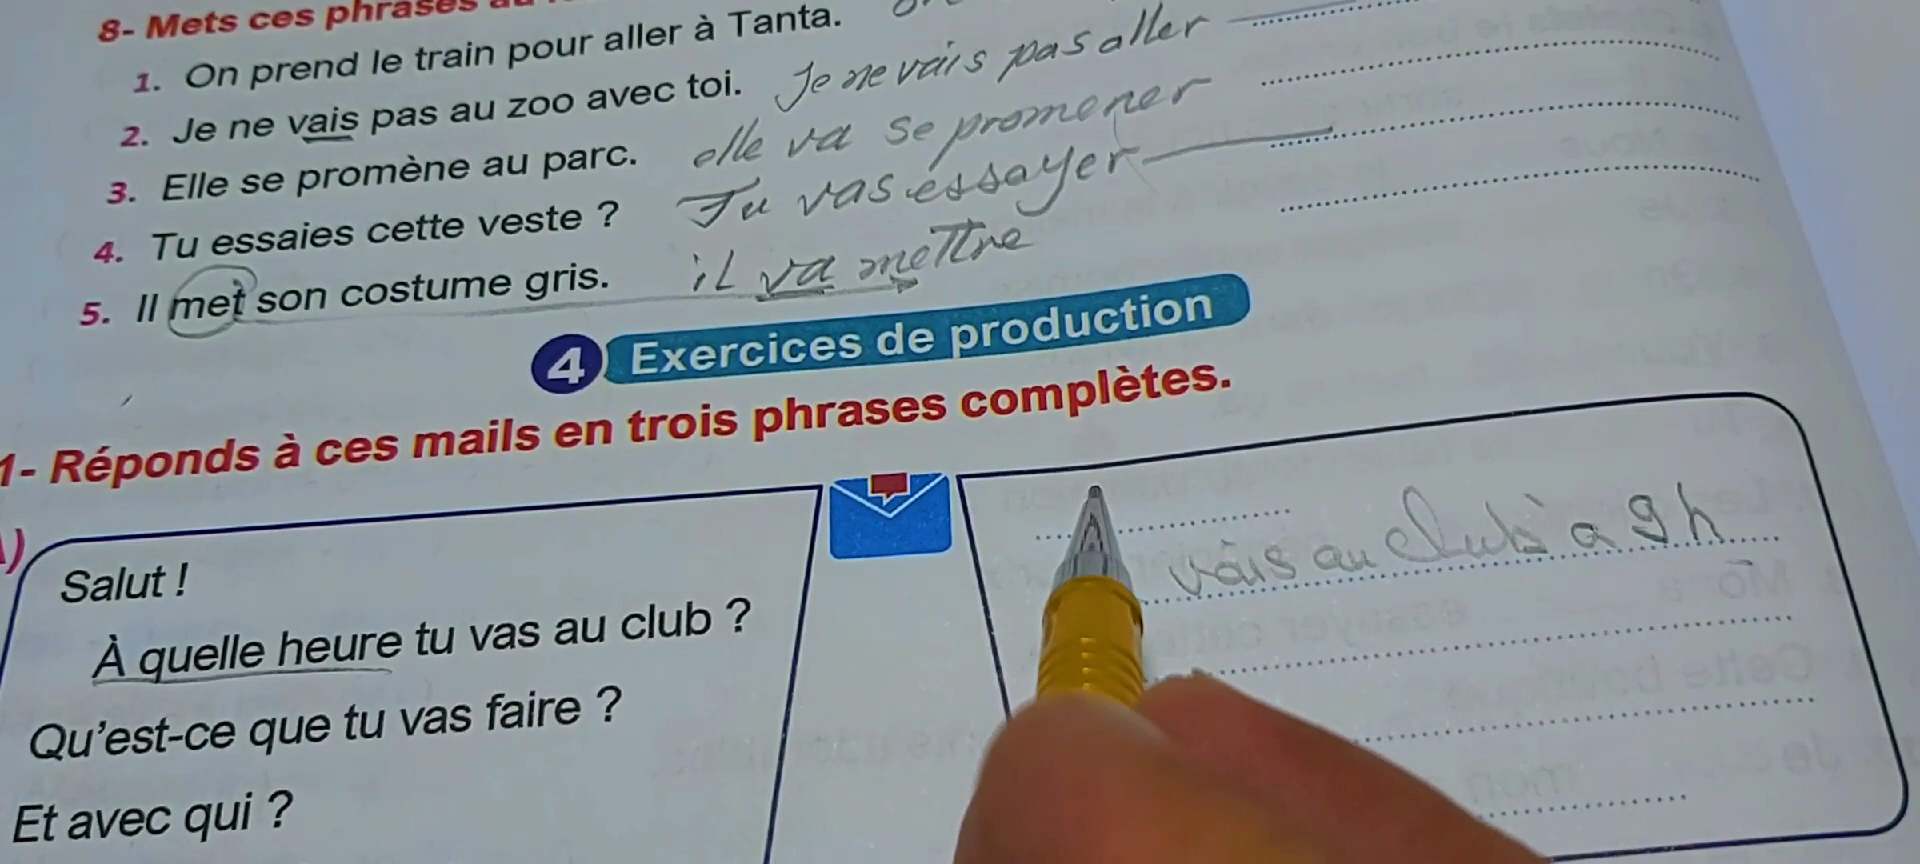 8- Mets ces phrases au
1. On prend le train pour aller à Tanta.
2. Je ne vais pas au zoo avec toi. Je ne vais pas aller
3. Elle se promène au parc. elle va se promener
4. Tu essaies cette veste ? Tu vas essayer
5. Il met son costume gris. il va mettre
4 Exercices de production
1- Réponds à ces mails en trois phrases complètes.
Salut !
À quelle heure tu vas au club ?
Qu'est-ce que tu vas faire ?
Et avec qui ?
vais au club à 9h